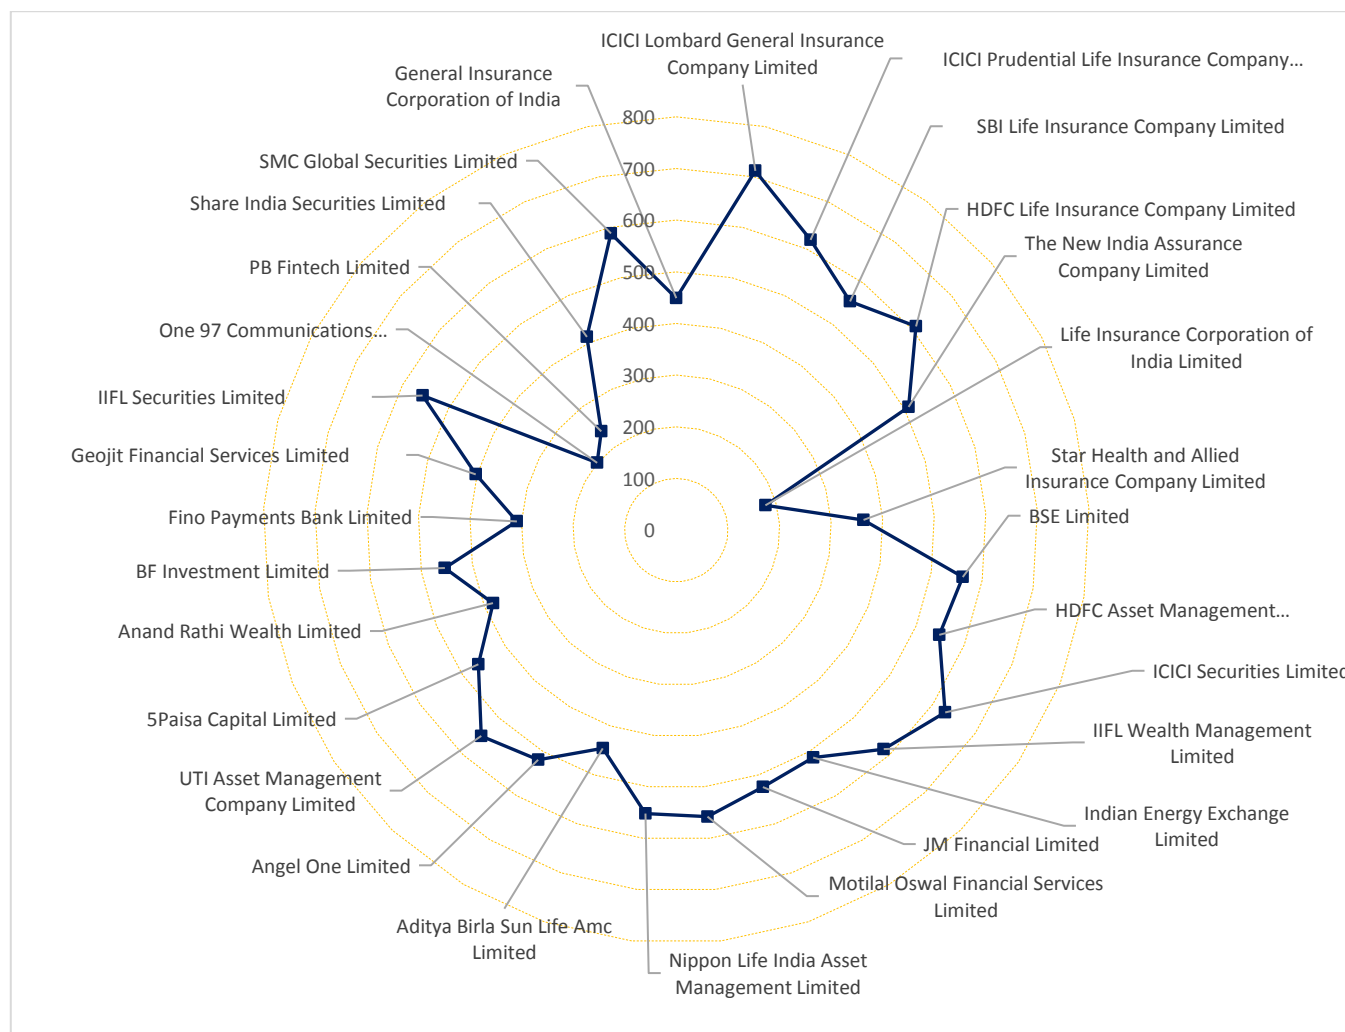 ICICI Lombard General Insurance
Company Limited
ICICI Prudential Life Insurance Company...
General Insurance
Corporation of India
SBI Life Insurance Company Limited
SMC Global Securities Limited
Share India Securities Limited
HDFC Life Insurance Company Limited
The New India Assurance
Company Limited
PB Fintech Limited
One 97 Communications...
Life Insurance Corporation of
India Limited
IIFL Securities Limited
Geojit Financial Services Limited
Star Health and Allied
Insurance Company Limited
Fino Payments Bank Limited
BSE Limited
BF Investment Limited
HDFC Asset Management...
Anand Rathi Wealth Limited
ICICI Securities Limited
5Paisa Capital Limited
IIFL Wealth Management
Limited
UTI Asset Management
Company Limited
Indian Energy Exchange
Limited
JM Financial Limited
Angel One Limited
Motilal Oswal Financial Services
Limited
Aditya Birla Sun Life Amc
Limited
Nippon Life India Asset
Management Limited
800
700
600
500
400
300
200
100
0